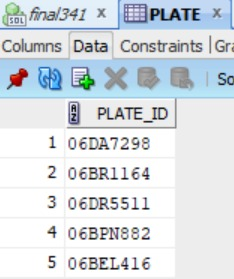 final341 x PLATE x
Columns Data Constraints Gra
So
PLATE_ID
1 06DA7298
2 06BR1164
3 06DR5511
4 06BPN882
5 06BEL416